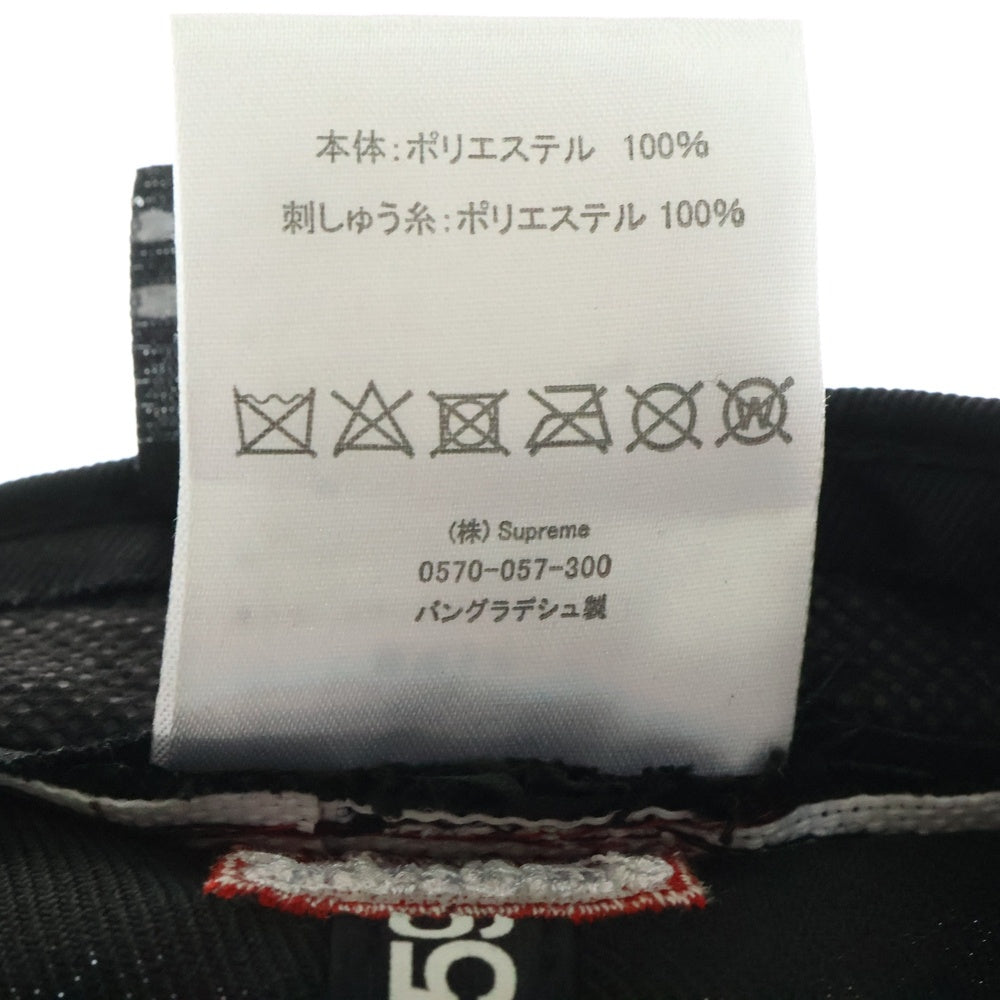 本体:ポリエステル 100%
刺しゅう糸:ポリエステル 100%
W
(株) Supreme
0570-057-300
バングラデシュ製
59